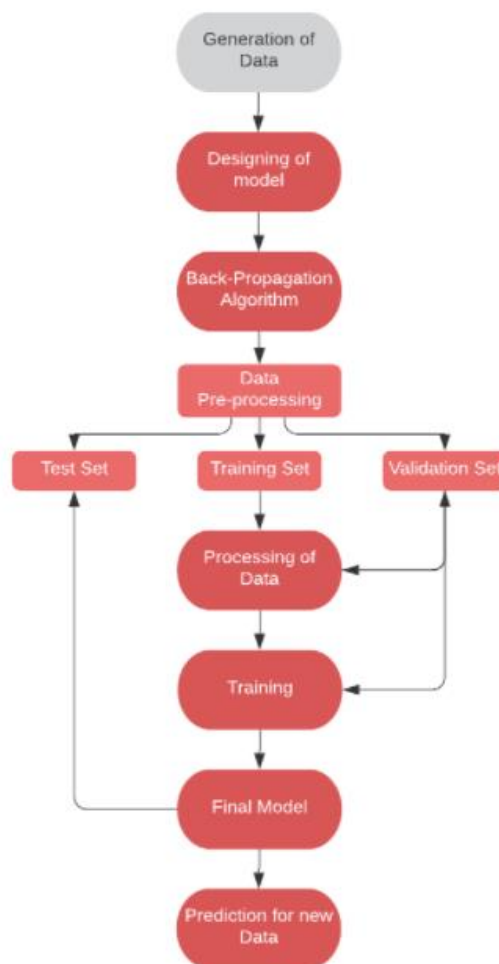 Generation of
Data
Designing of
model
Back-Propagation
Algorithm
Data
Pre-processing
Test Set
Training Set
Validation Set
Processing of
Data
Training
Final Model
Prediction for new
Data